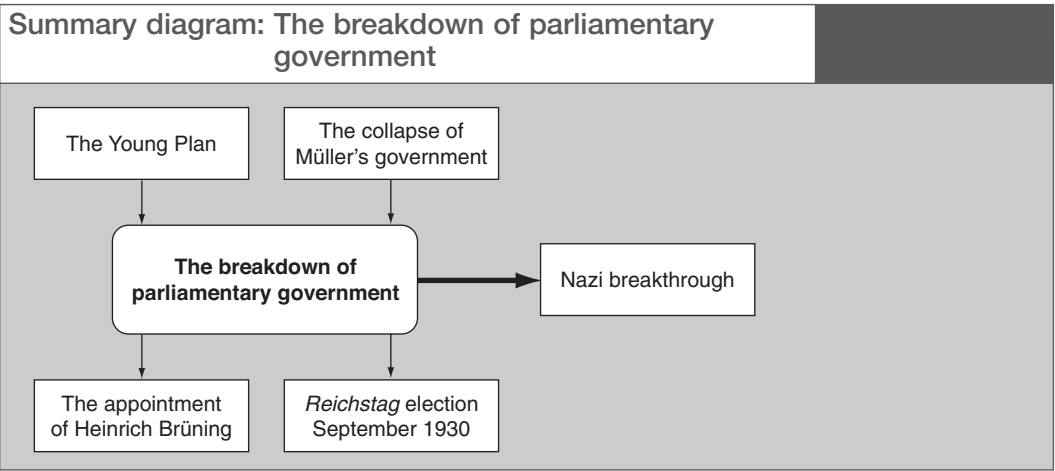 Summary diagram: The breakdown of parliamentary
government
The Young Plan
The collapse of
Müller’s government
The breakdown of
parliamentary government
Nazi breakthrough
The appointment
of Heinrich Brüning
Reichstag election
September 1930